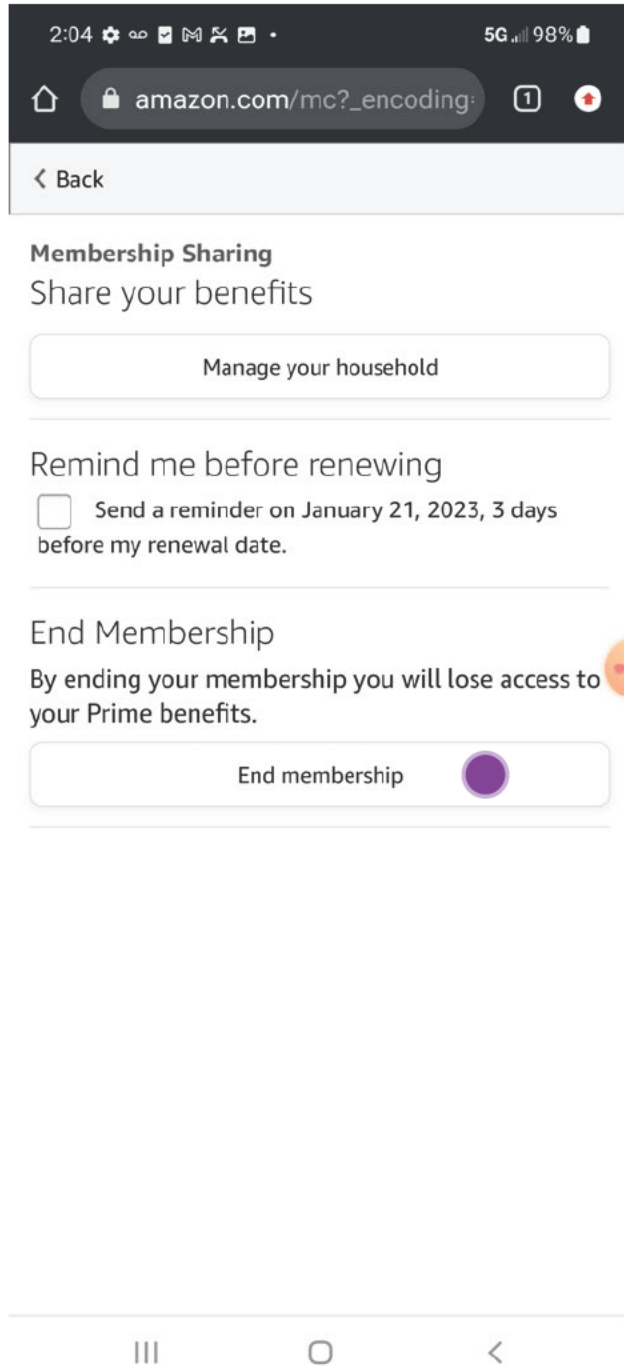 2:04 5G 98%
amazon.com/mc?_encoding
1
Back
Membership Sharing
Share your benefits
Manage your household
Remind me before renewing
Send a reminder on January 21, 2023, 3 days
before my renewal date.
End Membership
By ending your membership you will lose access to
your Prime benefits.
End membership